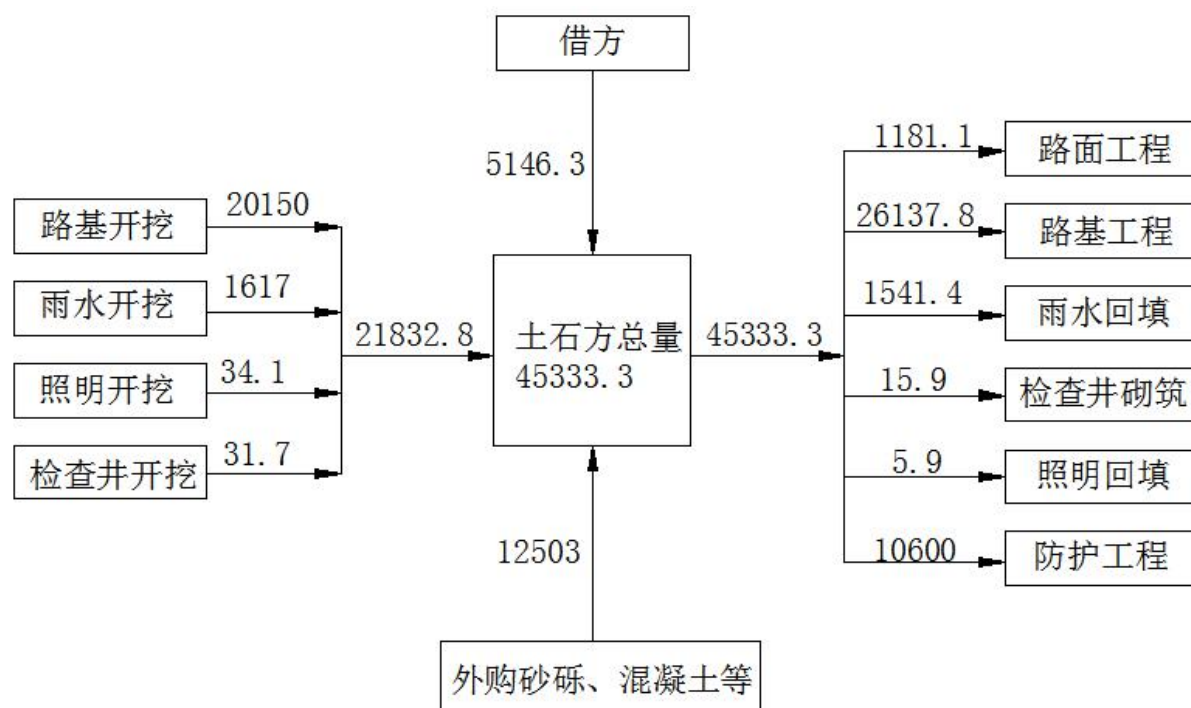 借方
5146.3
路基开挖
20150
雨水开挖
1617
照明开挖
34.1
检查井开挖
31.7
21832.8
土石方总量
45333.3
12503
外购砂砾、混凝土等
45333.3
1181.1
路面工程
26137.8
路基工程
1541.4
雨水回填
15.9
检查井砌筑
5.9
照明回填
10600
防护工程